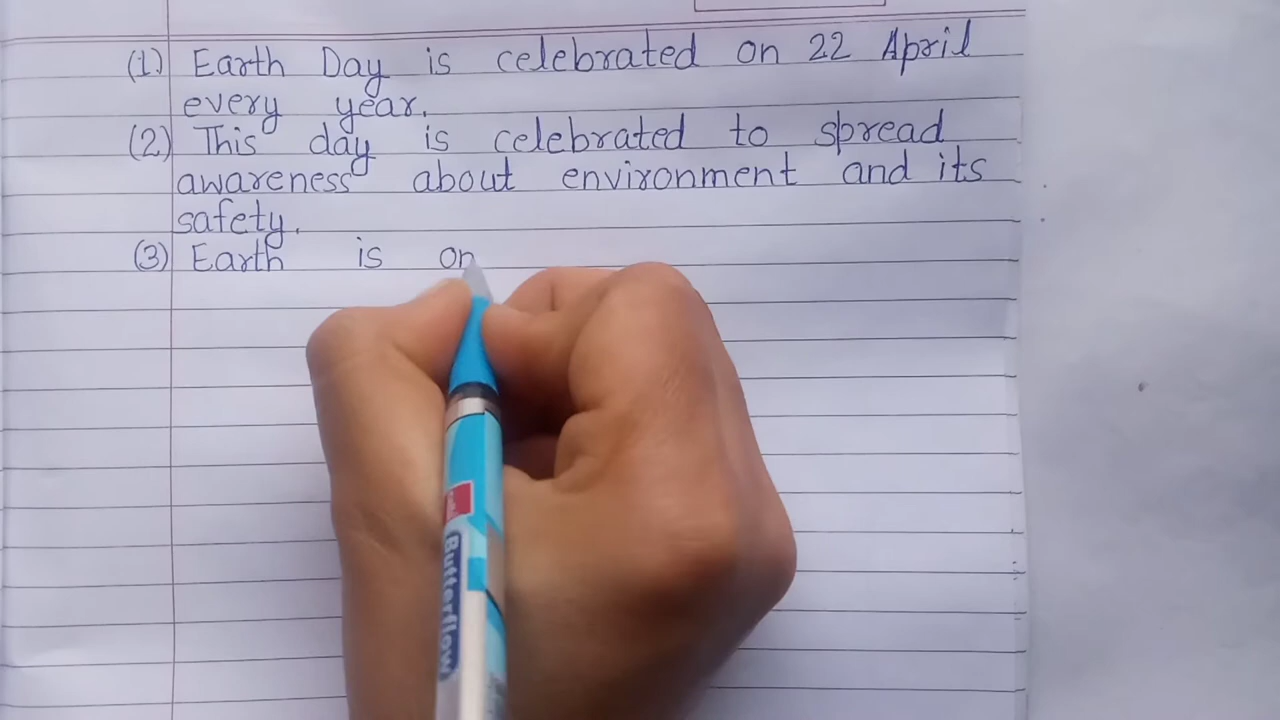 (1) Earth Day is celebrated on 22 April
every year.
(2) This day is celebrated to spread
awareness about environment and its
safety.
(3) Earth is on
Butterflow